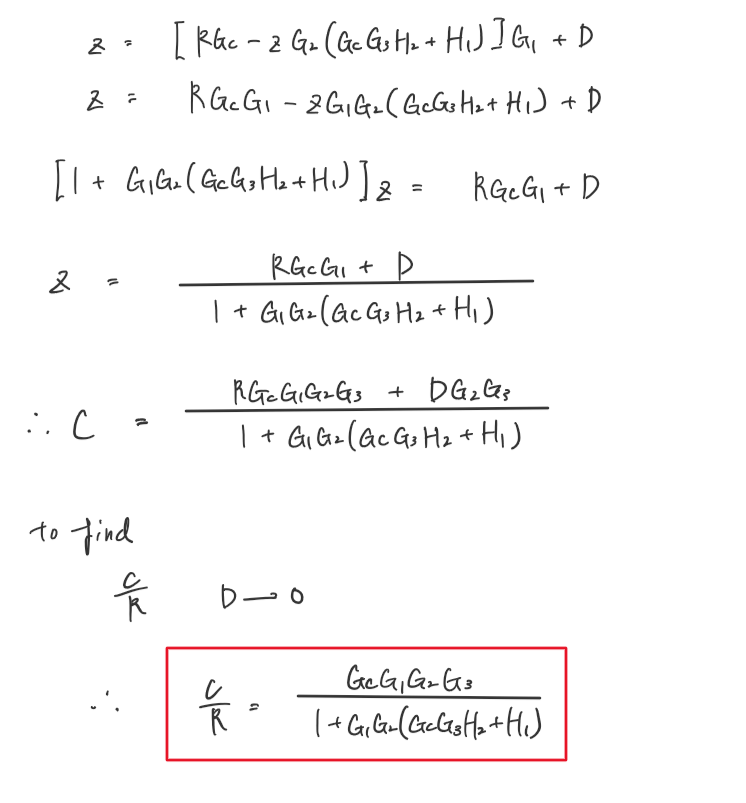 z = [RGc - zG₂(GcG₃H₂ + H₁)]G₁ + D
z = RGcG₁ - zG₁G₂(GcG₃H₂ + H₁) + D
[1 + G₁G₂(GcG₃H₂ + H₁)]z = RGcG₁ + D
z = (RGcG₁ + D) / (1 + G₁G₂(GcG₃H₂ + H₁))
∴ C = (RGcG₁G₂G₃ + DG₂G₃) / (1 + G₁G₂(GcG₃H₂ + H₁))
to find
C/R D → 0
∴ C/R = (GcG₁G₂G₃) / (1 + G₁G₂(GcG₃H₂ + H₁))